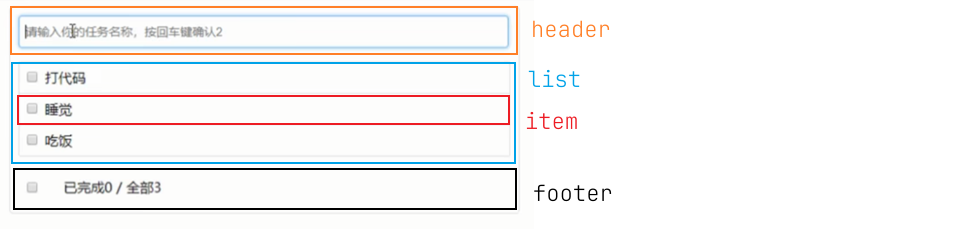 请输入你的任务名称，按回车键确认2
header
打代码
list
睡觉
item
吃饭
已完成0 / 全部3
footer